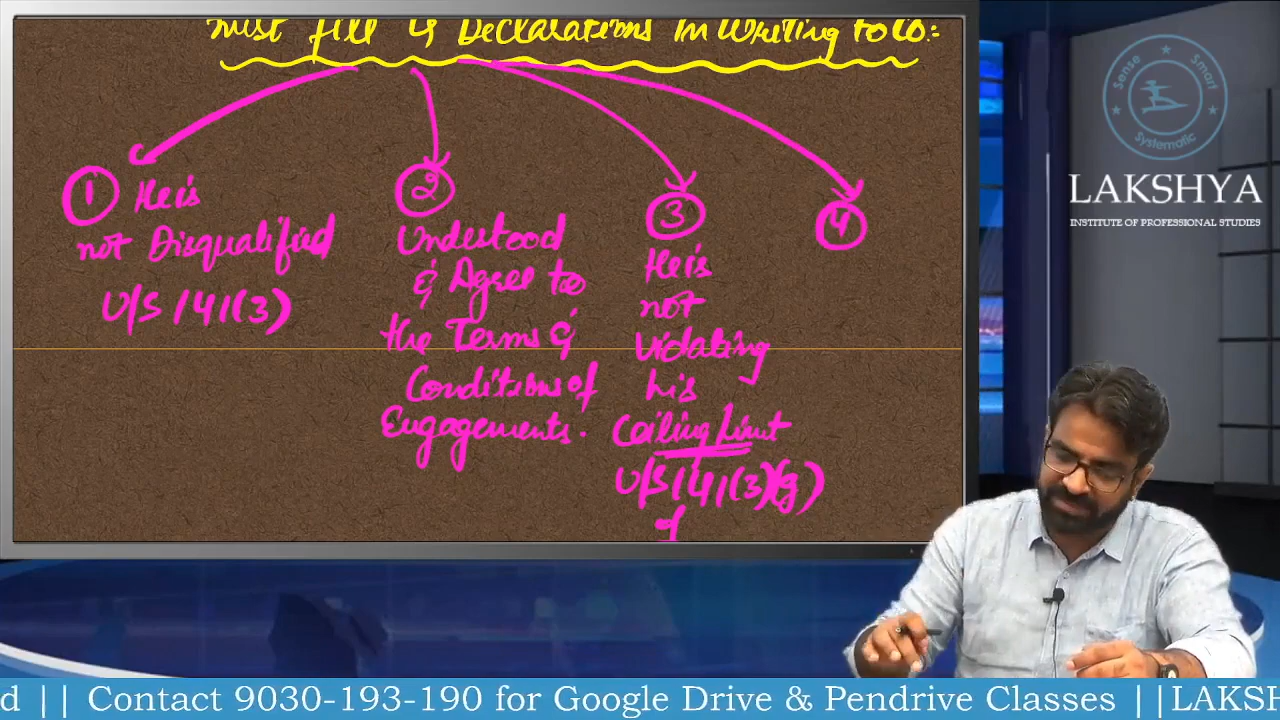 must fill 4 Declarations in Writing to Co:-
① He is
not Disqualified
U/S 141(3)
②
Understood
& Agree to
the Terms &
Conditions of
Engagements.
③
He is
not
Violating
his
Ceiling Limit
U/S 141(3)(g)
of
④
Sense
Smart
Systematic
LAKSHYA
INSTITUTE OF PROFESSIONAL STUDIES
d || Contact 9030-193-190 for Google Drive & Pendrive Classes ||LAKSH